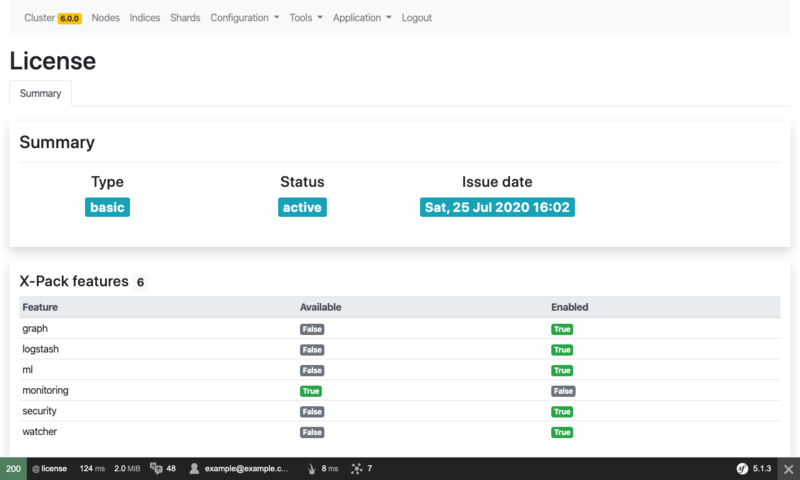 Cluster 6.0.0 Nodes Indices Shards Configuration Tools Application Logout
License
Summary
Summary
Type Status Issue date
basic active Sat, 25 Jul 2020 16:02
X-Pack features 6
Feature Available Enabled
graph False True
logstash False True
ml False True
monitoring True False
security False True
watcher False True
200 @ license 124 ms 2.0 MiB 48 example@example.c... 8 ms 7 sf 5.1.3